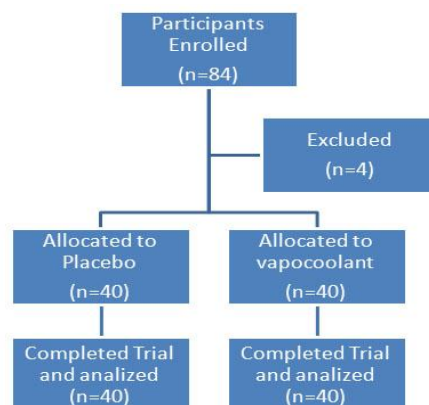 Participants
Enrolled
(n=84)
Excluded
(n=4)
Allocated to
Placebo
(n=40)
Allocated to
vapocoolant
(n=40)
Completed Trial
and analized
(n=40)
Completed Trial
and analized
(n=40)